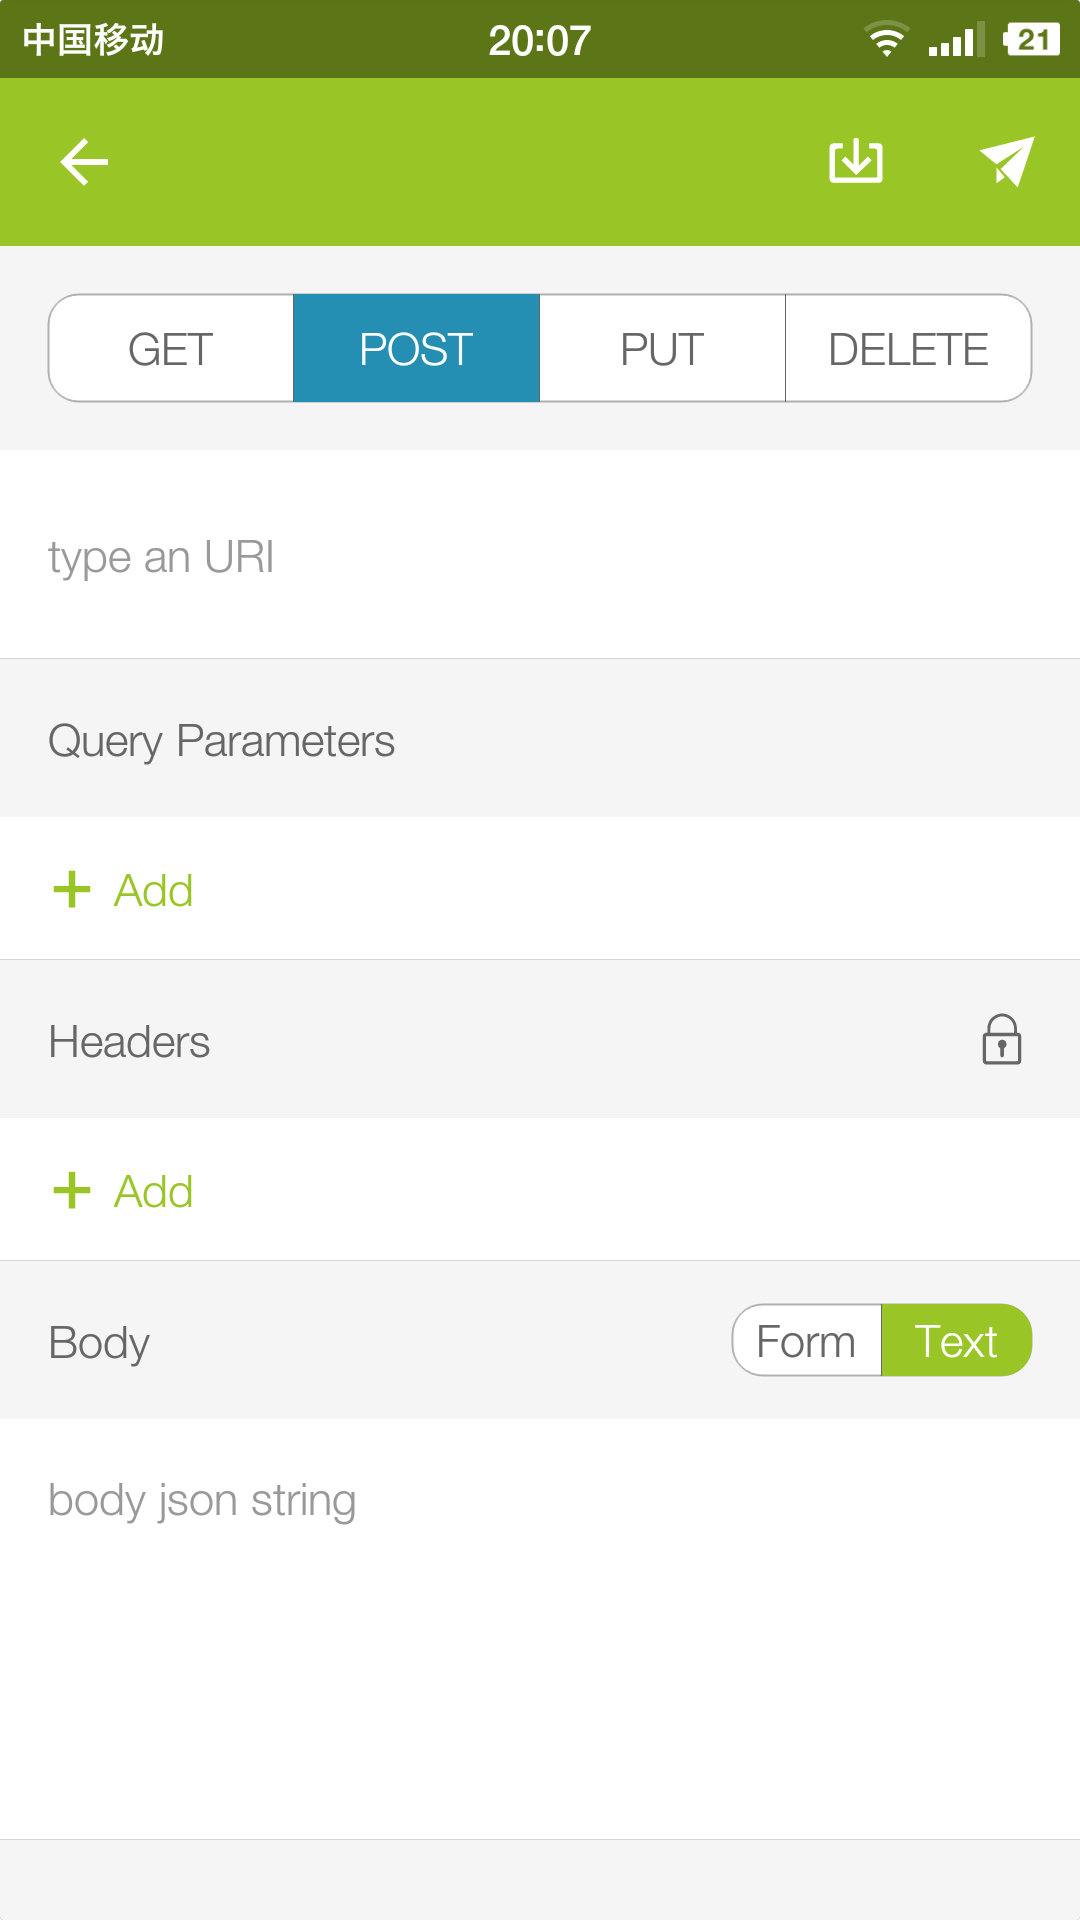 中国移动 20:07 21
GET POST PUT DELETE
type an URI
Query Parameters
+ Add
Headers
+ Add
Body Form Text
body json string